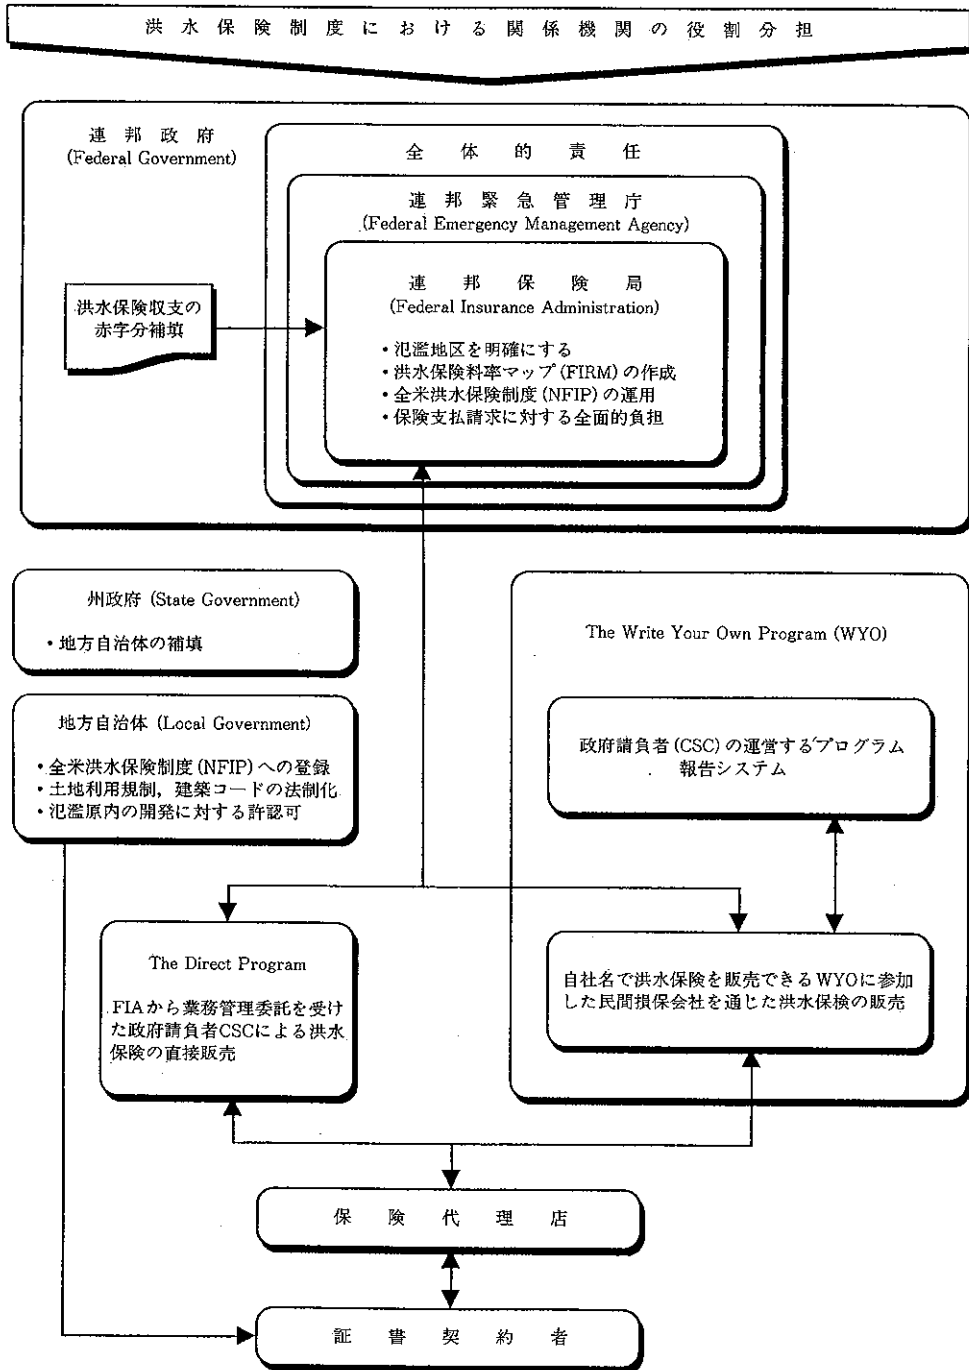 洪水保険制度における関係機関の役割分担
連邦政府
(Federal Government)
全体的責任
連邦緊急管理庁
(Federal Emergency Management Agency)
連邦保険局
(Federal Insurance Administration)
・氾濫地区を明確にする
・洪水保険料率マップ(FIRM)の作成
・全米洪水保険制度(NFIP)の運用
・保険支払請求に対する全面的負担
洪水保険収支の
赤字分補填
州政府 (State Government)
・地方自治体の補填
地方自治体 (Local Government)
・全米洪水保険制度(NFIP)への登録
・土地利用規制，建築コードの法制化
・氾濫原内の開発に対する許認可
The Write Your Own Program (WYO)
政府請負者(CSC)の運営するプログラム
報告システム
The Direct Program
FIAから業務管理委託を受け
た政府請負者CSCによる洪水
保険の直接販売
自社名で洪水保険を販売できるWYOに参加
した民間損保会社を通じた洪水保検の販売
保険代理店
証書契約者